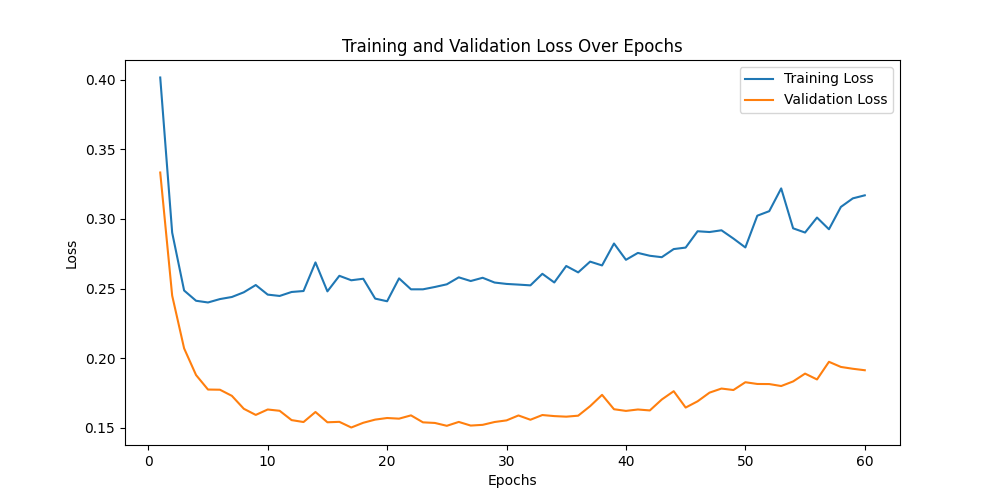 Training and Validation Loss Over Epochs
Training Loss
Validation Loss
0.40
0.35
0.30
0.25
0.20
0.15
Loss
0 10 20 30 40 50 60
Epochs